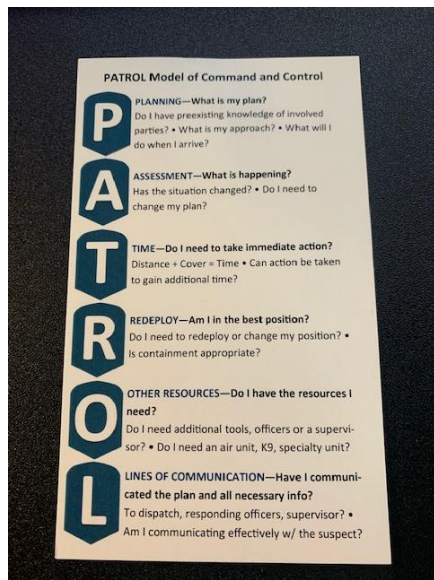 PATROL Model of Command and Control
P
PLANNING—What is my plan?
Do I have preexisting knowledge of involved
parties? • What is my approach? • What will I
do when I arrive?
A
ASSESSMENT—What is happening?
Has the situation changed? • Do I need to
change my plan?
T
TIME—Do I need to take immediate action?
Distance + Cover = Time • Can action be taken
to gain additional time?
R
REDEPLOY—Am I in the best position?
Do I need to redeploy or change my position? •
Is containment appropriate?
O
OTHER RESOURCES—Do I have the resources I
need?
Do I need additional tools, officers or a supervi-
sor? • Do I need an air unit, K9, specialty unit?
L
LINES OF COMMUNICATION—Have I communi-
cated the plan and all necessary info?
To dispatch, responding officers, supervisor? •
Am I communicating effectively w/ the suspect?